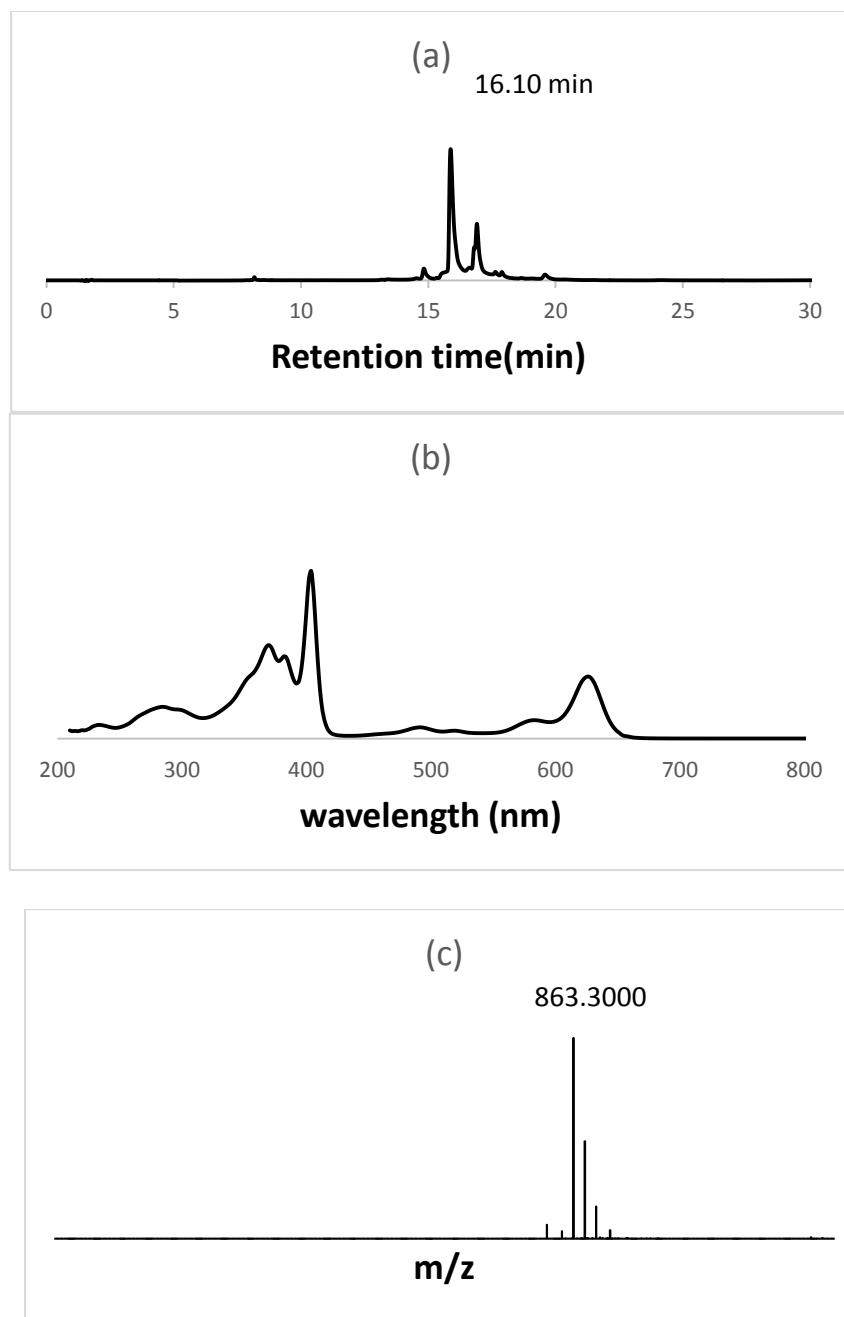 (a)
16.10 min
0 5 10 15 20 25 30
Retention time(min)
(b)
200 300 400 500 600 700 800
wavelength (nm)
(c)
863.3000
m/z